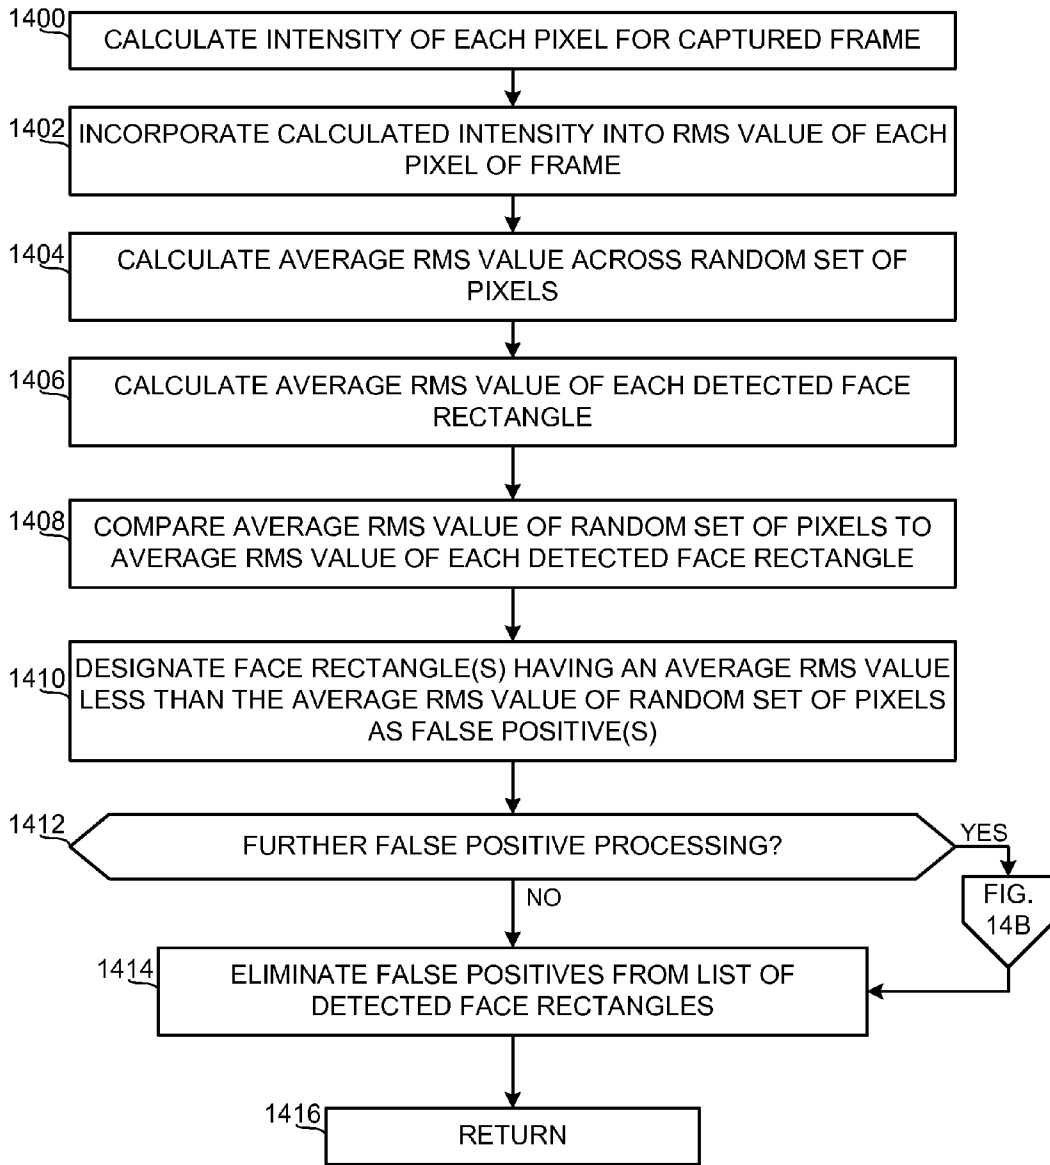 1400
CALCULATE INTENSITY OF EACH PIXEL FOR CAPTURED FRAME
1402
INCORPORATE CALCULATED INTENSITY INTO RMS VALUE OF EACH
PIXEL OF FRAME
1404
CALCULATE AVERAGE RMS VALUE ACROSS RANDOM SET OF
PIXELS
1406
CALCULATE AVERAGE RMS VALUE OF EACH DETECTED FACE
RECTANGLE
1408
COMPARE AVERAGE RMS VALUE OF RANDOM SET OF PIXELS TO
AVERAGE RMS VALUE OF EACH DETECTED FACE RECTANGLE
1410
DESIGNATE FACE RECTANGLE(S) HAVING AN AVERAGE RMS VALUE
LESS THAN THE AVERAGE RMS VALUE OF RANDOM SET OF PIXELS
AS FALSE POSITIVE(S)
1412
FURTHER FALSE POSITIVE PROCESSING?
YES
FIG.
14B
NO
1414
ELIMINATE FALSE POSITIVES FROM LIST OF
DETECTED FACE RECTANGLES
1416
RETURN